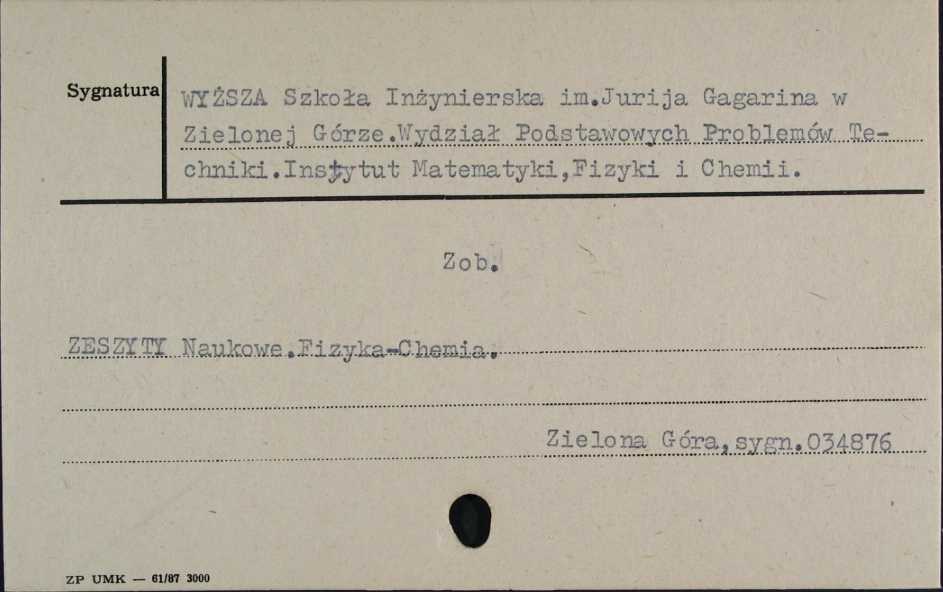 Sygnatura
WYŻSZA Szkoła Inżynierska im.Jurija Gagarina w
Zielonej Górze.Wydział Podstawowych Problemów Te-
chniki.Instytut Matematyki,Fizyki i Chemii.
Zob.
ZESZYTY Naukowe.Fizyka-Chemia.
Zielona Góra,sygn.034876
ZP UMK — 61/87 3000